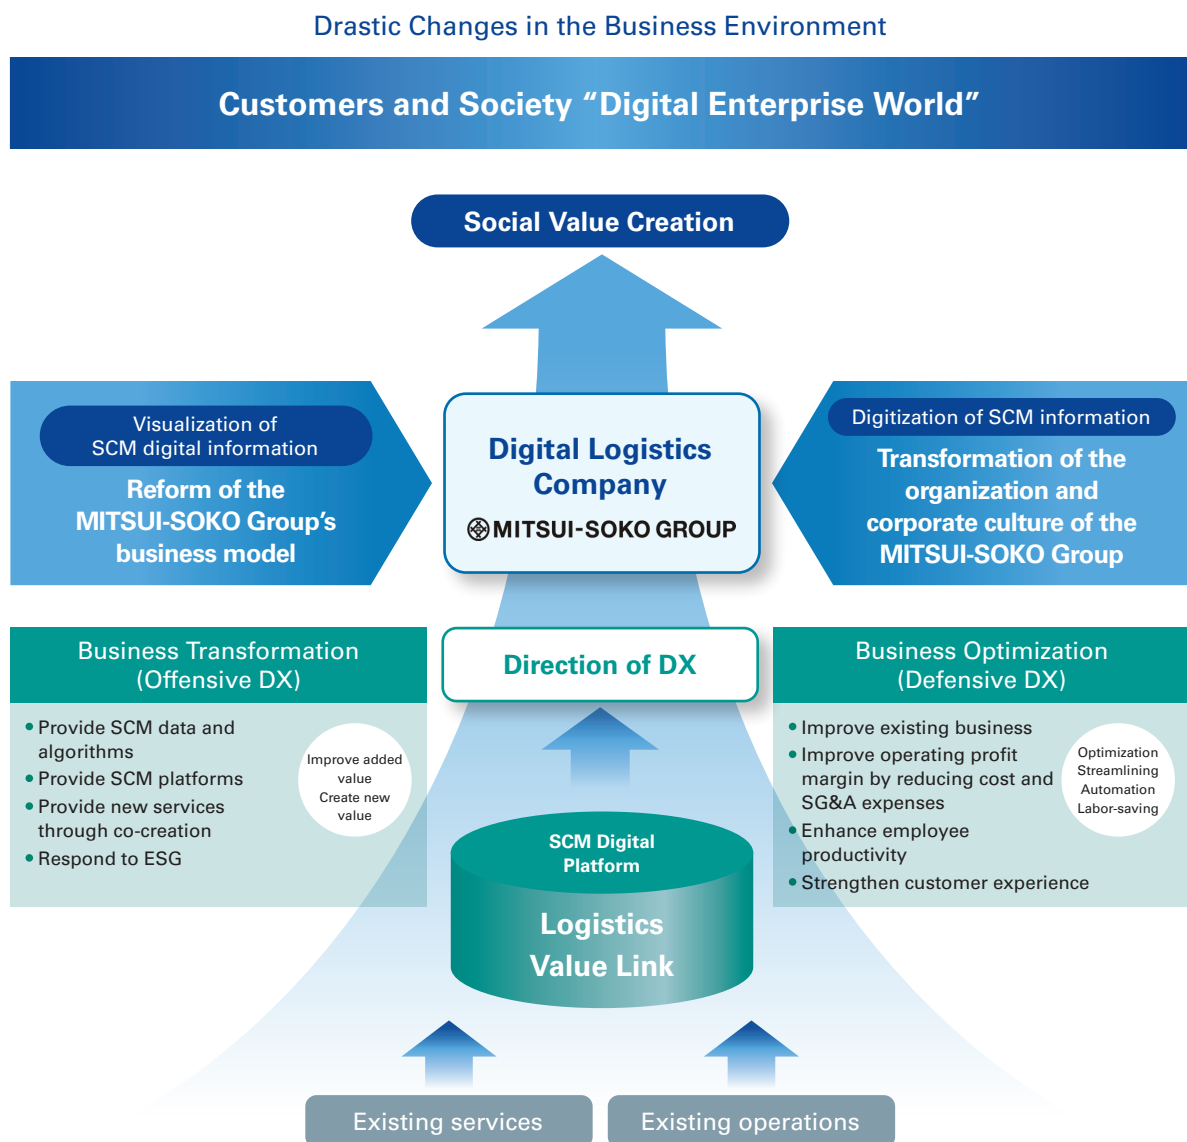 Drastic Changes in the Business Environment
Customers and Society “Digital Enterprise World”
Social Value Creation
Visualization of
SCM digital information
Reform of the
MITSUI-SOKO Group’s
business model
Digital Logistics
Company
MITSUI-SOKO GROUP
Digitization of SCM information
Transformation of the
organization and
corporate culture of the
MITSUI-SOKO Group
Business Transformation
(Offensive DX)
• Provide SCM data and
algorithms
• Provide SCM platforms
• Provide new services
through co-creation
• Respond to ESG
Improve added
value
Create new
value
Direction of DX
Business Optimization
(Defensive DX)
• Improve existing business
• Improve operating profit
margin by reducing cost and
SG&A expenses
• Enhance employee
productivity
• Strengthen customer experience
Optimization
Streamlining
Automation
Labor-saving
SCM Digital
Platform
Logistics
Value Link
Existing services
Existing operations